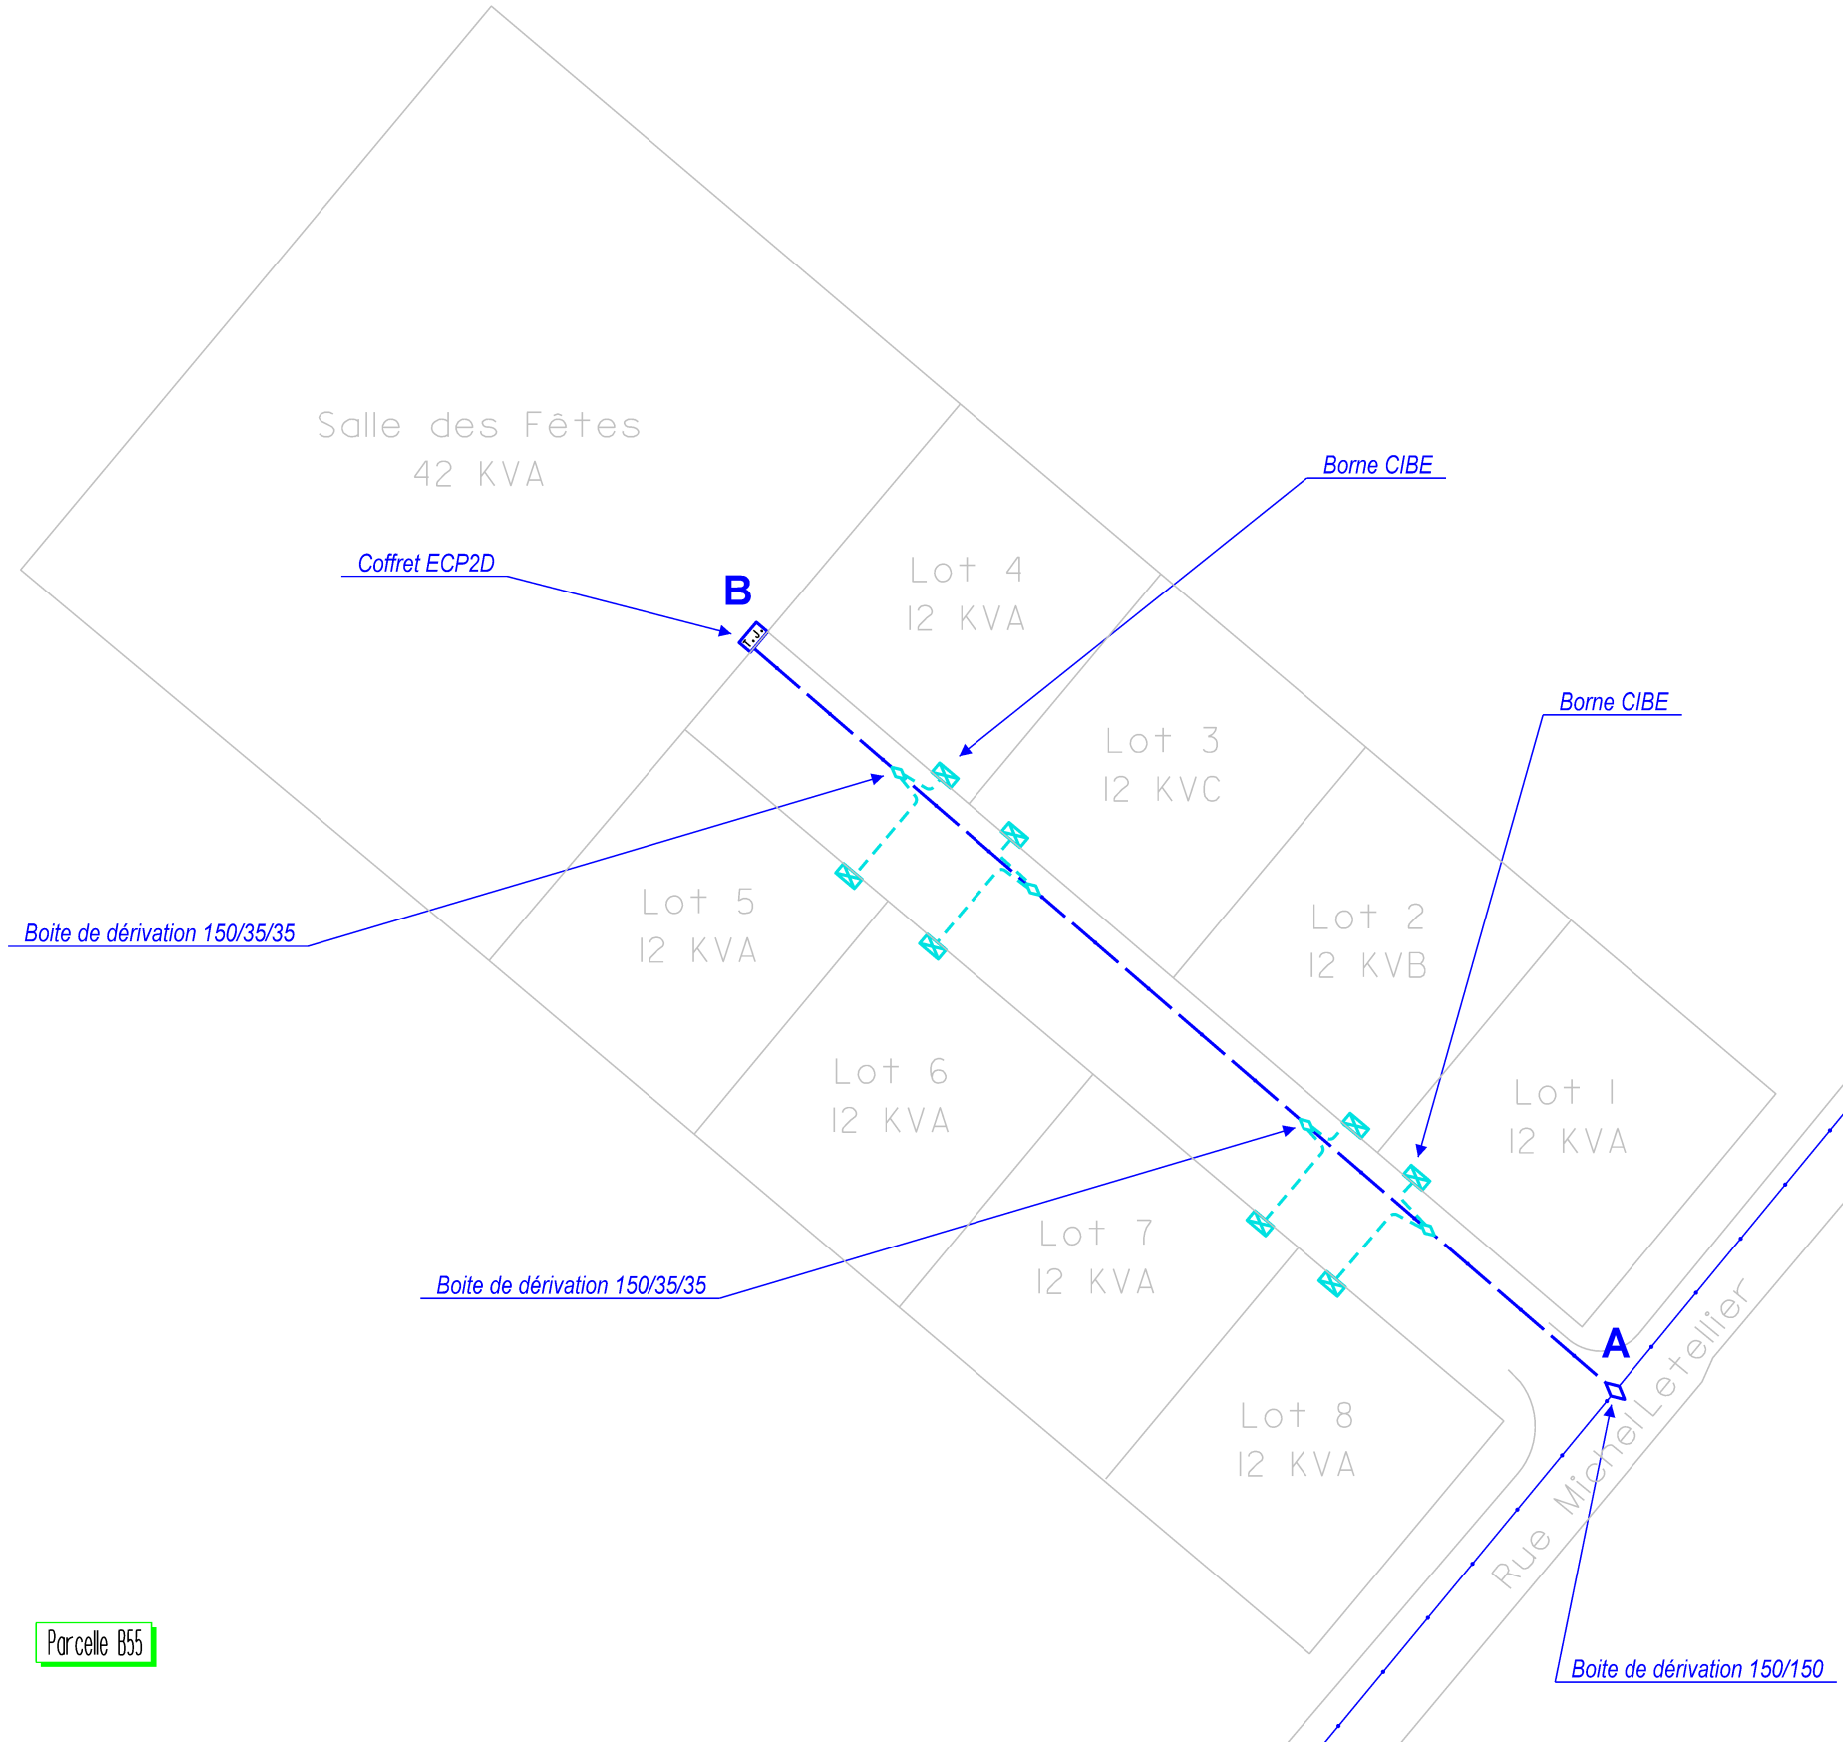 Salle des Fêtes
42 KVA
Borne CIBE
Coffret ECP2D
B
T.J.
Lot 4
12 KVA
Borne CIBE
Lot 3
12 KVC
Boite de dérivation 150/35/35
Lot 5
12 KVA
Lot 2
12 KVB
Lot 6
12 KVA
Lot 1
12 KVA
Lot 7
12 KVA
Boite de dérivation 150/35/35
A
Lot 8
12 KVA
Rue Michel Letellier
Parcelle B55
Boite de dérivation 150/150